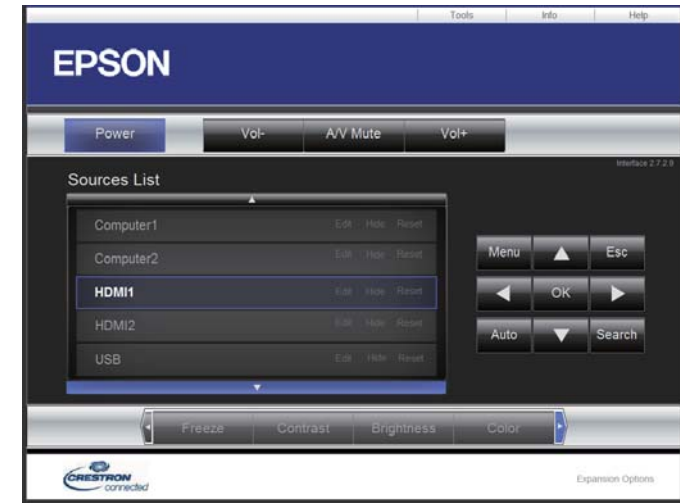 Tools Info Help
EPSON
Power Vol- A/V Mute Vol+
Interface 2.7.2.9
Sources List
Computer1 Edit Hide Reset
Computer2 Edit Hide Reset
HDMI1 Edit Hide Reset
HDMI2 Edit Hide Reset
USB Edit Hide Reset
Menu Esc
OK
Auto Search
Freeze Contrast Brightness Color
CRESTRON
connected
Expansion Options